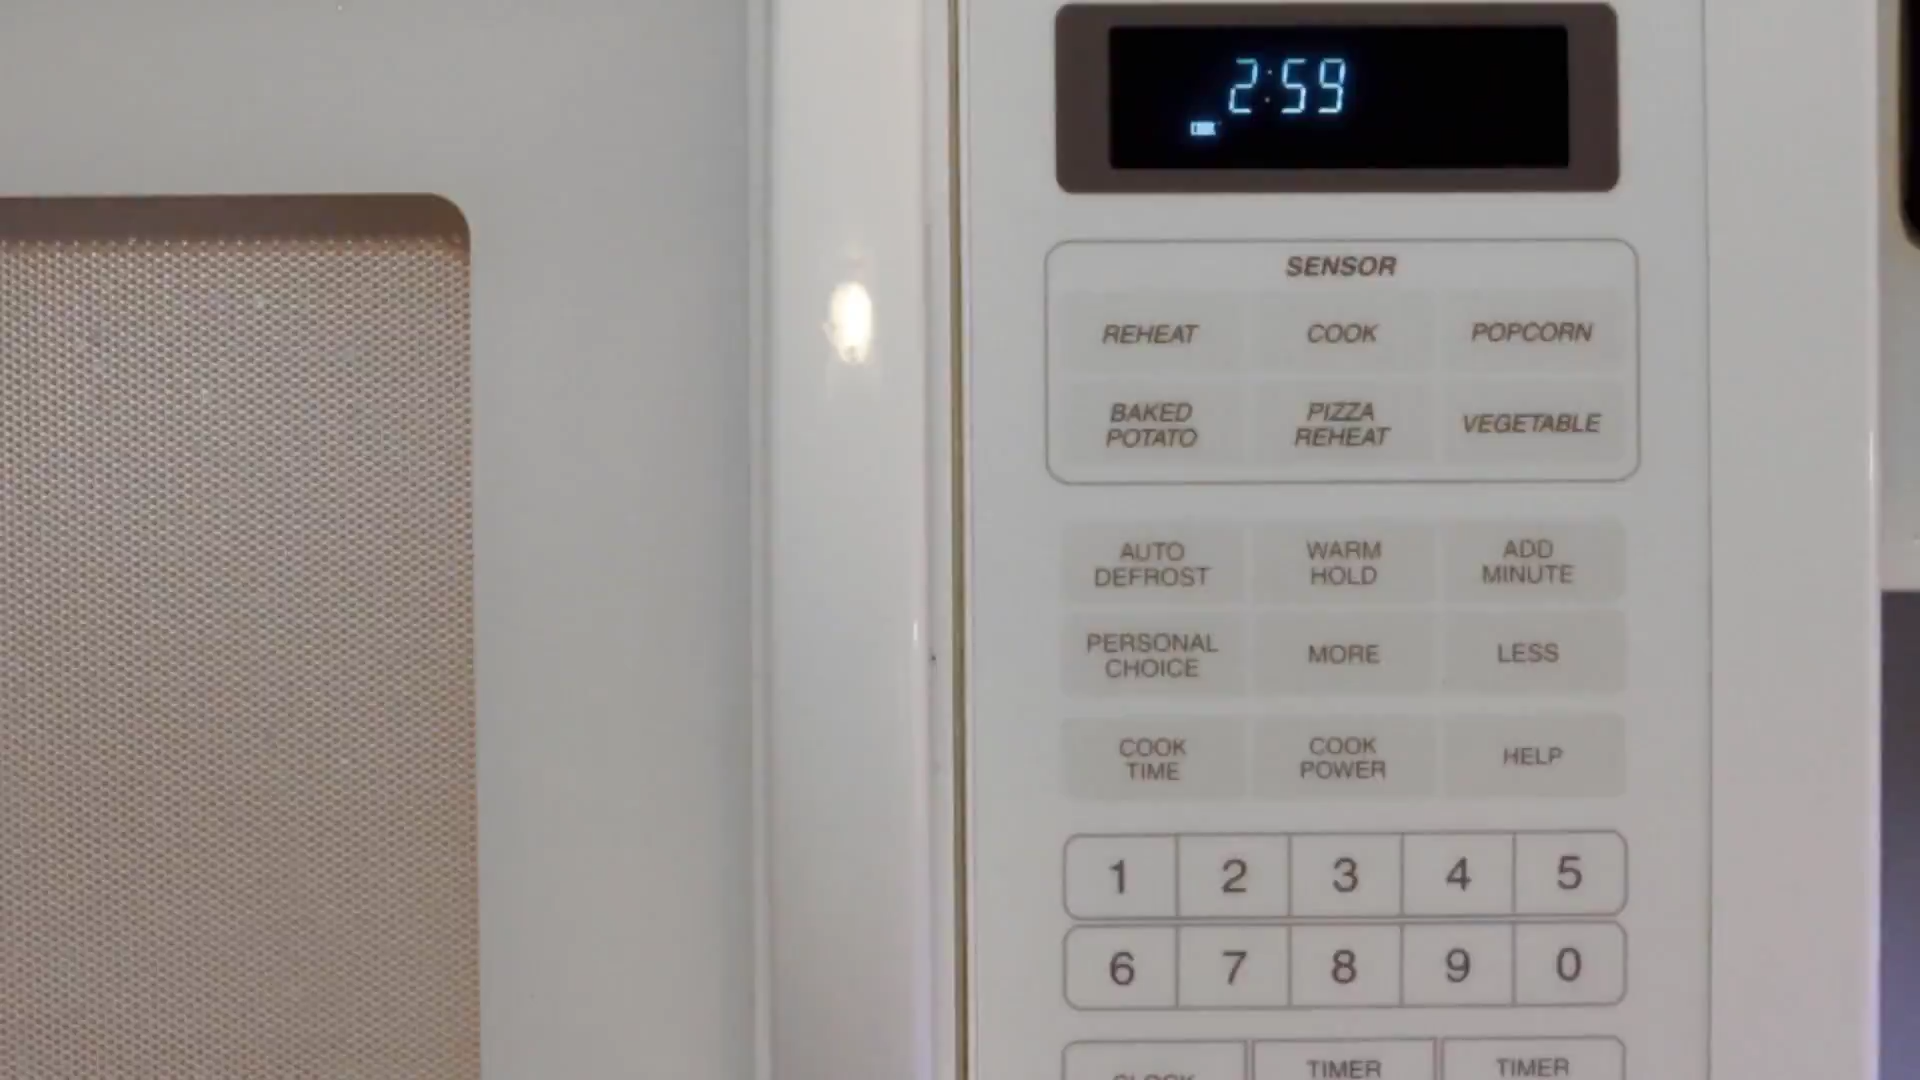 2:59
SENSOR
REHEAT COOK POPCORN
BAKED POTATO
PIZZA REHEAT
VEGETABLE
AUTO DEFROST
WARM HOLD
ADD MINUTE
PERSONAL CHOICE
MORE LESS
COOK TIME
COOK POWER
HELP
1 2 3 4 5
6 7 8 9 0
TIMER TIMER